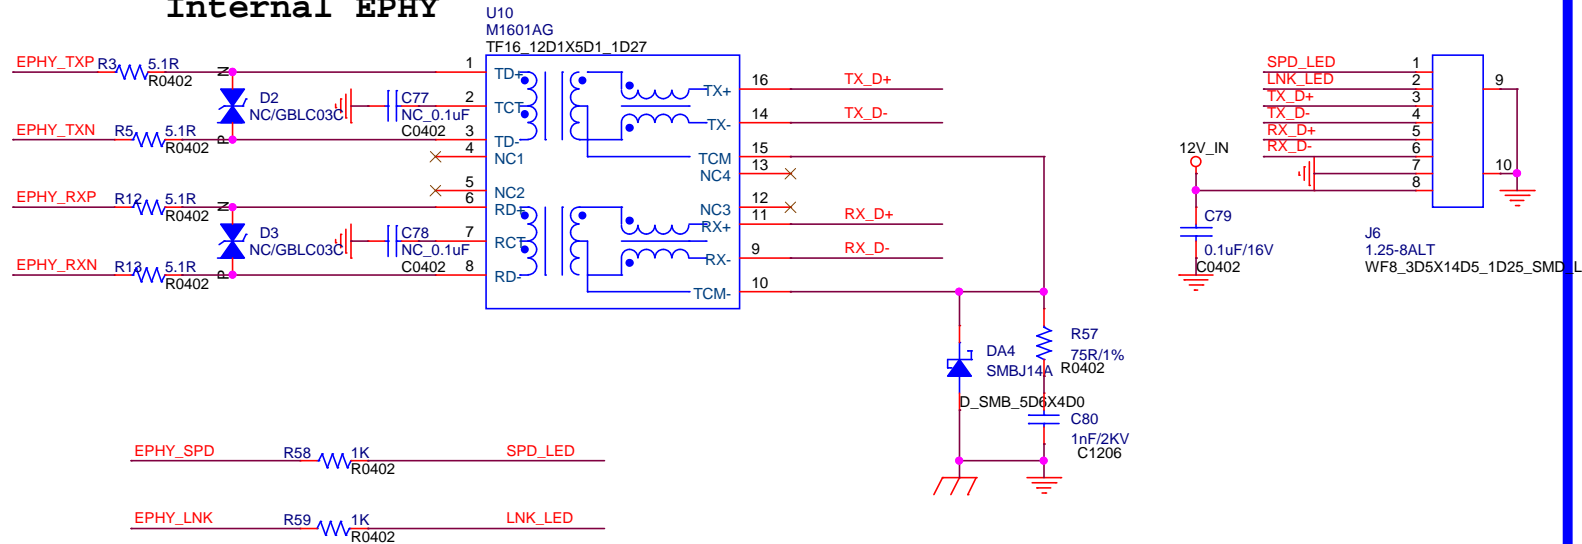 Internal EPHY
U10
M1601AG
TF16_12D1X5D1_1D27
EPHY_TXP
R3
5.1R
R0402
N
D2
NC/GBLC03C
P
C77
NC_0.1uF
C0402
EPHY_TXN
R5
5.1R
R0402
EPHY_RXP
R12
5.1R
R0402
N
D3
NC/GBLC03C
P
C78
NC_0.1uF
C0402
EPHY_RXN
R13
5.1R
R0402
1
TD+
2
TCT
3
TD-
4
NC1
5
NC2
6
RD+
7
RCT
8
RD-
TX+
16
TX_D+
TX-
14
TX_D-
TCM
15
NC4
13
NC3
12
RX+
11
RX_D+
RX-
9
RX_D-
TCM-
10
DA4
SMBJ14A
D_SMB_5D6X4D0
R57
75R/1%
R0402
C80
1nF/2KV
C1206
12V_IN
C79
0.1uF/16V
C0402
SPD_LED
1
LNK_LED
2
TX_D+
3
TX_D-
4
RX_D+
5
RX_D-
6
7
8
9
10
J6
1.25-8ALT
WF8_3D5X14D5_1D25_SMD_L
EPHY_SPD
R58
1K
R0402
SPD_LED
EPHY_LNK
R59
1K
R0402
LNK_LED